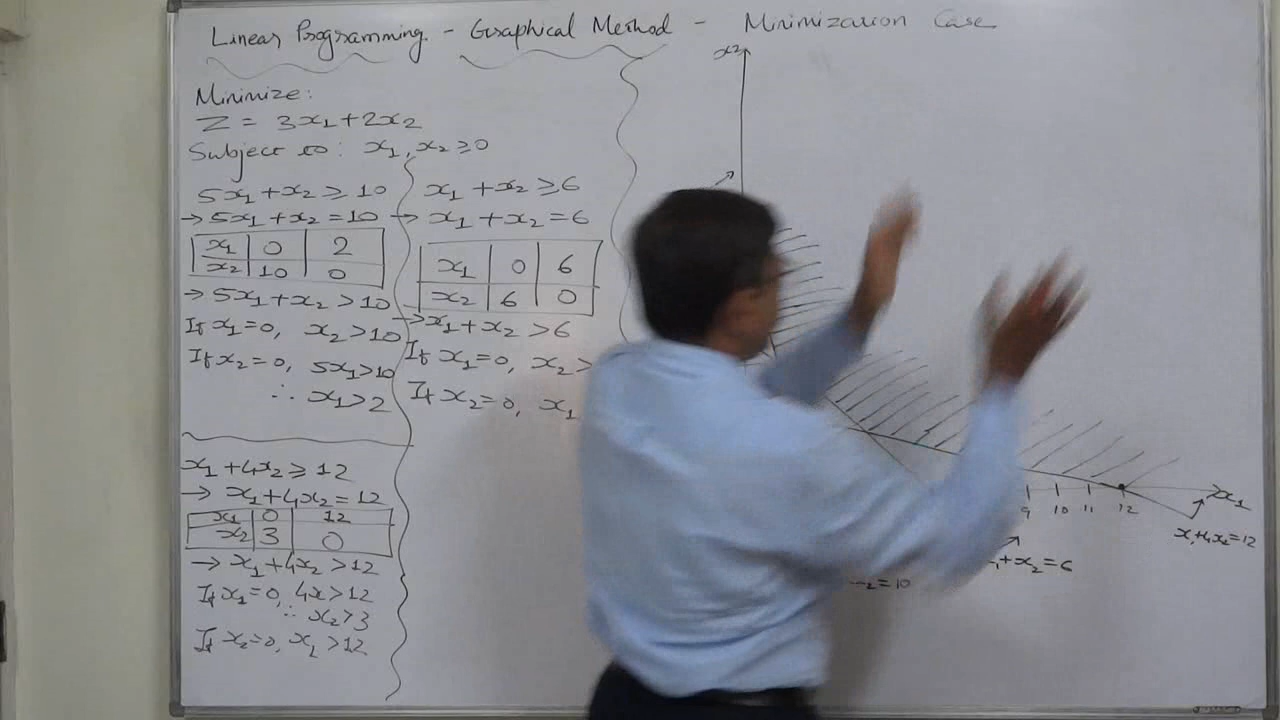 Linear Programming - Graphical Method - Minimization Case
Minimize:
Z = 3x1+2x2
Subject to: x1, x2 ≥ 0
5x1+x2 ≥ 10
→ 5x1+x2 = 10
x1 0 2
x2 10 0
→ 5x1+x2 > 10
If x1=0, x2 > 10
If x2=0, 5x1 > 10
∴ x1 > 2
x1 + x2 ≥ 6
→ x1 + x2 = 6
x1 0 6
x2 6 0
→ x1 + x2 > 6
If x1=0, x2 >
If x2=0, x1
x1 + 4x2 ≥ 12
→ x1 + 4x2 = 12
x1 0 12
x2 3 0
→ x1 + 4x2 > 12
If x1=0, 4x > 12
∴ x2 > 3
If x2=0, x1 > 12
x2
9 10 11 12
x1
x1+4x2=12
+x2=6
2=10